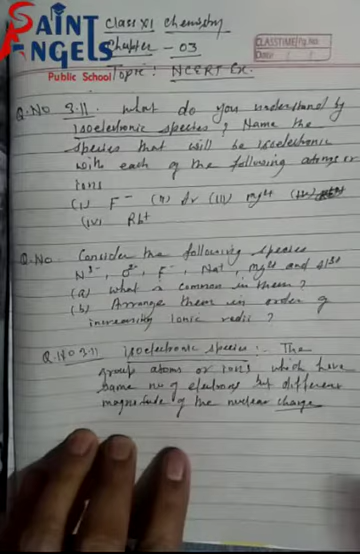 SAINT
ANGELS
Public School
Class XI Chemistry
Chapter - 03
CLASSTIME Pg. No.
Date / /
Topic : NCERT Ex.
Q.No 3.11 What do you understand by
isoelectronic species? Name the
species that will be isoelectronic
with each of the following atoms or
ions
(i) F⁻ (ii) Ar (iii) Mg²⁺
(iv) Rb⁺
Q.No. Consider the following species
N³⁻, O²⁻, F⁻, Na⁺, Mg²⁺ and Al³⁺
(a) What is common in them?
(b) Arrange them in order of
increasing ionic radii?
Q.NO 3.11 isoelectronic species:- The
group atoms or ions which have
same no of electrons but different
magnitude of the nuclear charge